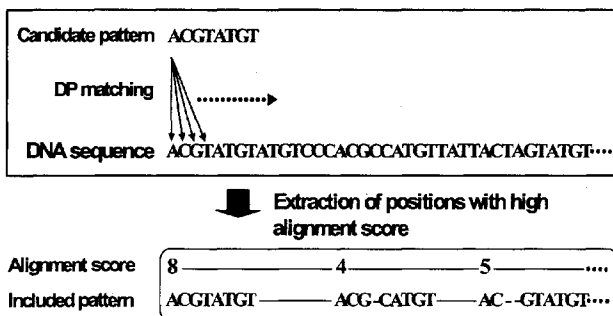 Candidate pattern ACGTATGT
DP matching
DNA sequence ACGTATGTATGTCCCACGCCATGTTATTACTAGTATGT····
Extraction of positions with high
alignment score
Alignment score 8 4 5 ····
Included pattern ACGTATGT ACG-CATGT AC--GTATGT····